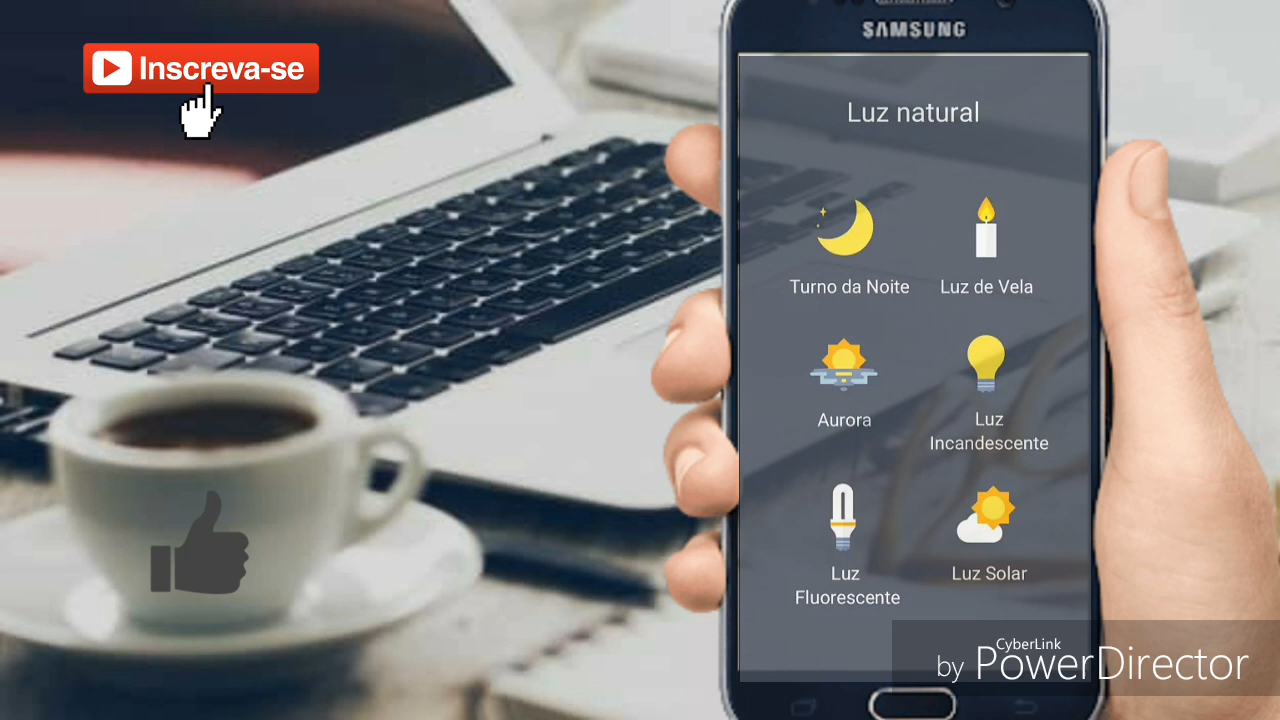 Inscreva-se
SAMSUNG
Luz natural
Turno da Noite
Luz de Vela
Aurora
Luz
Incandescente
Luz
Fluorescente
Luz Solar
CyberLink
by PowerDirector